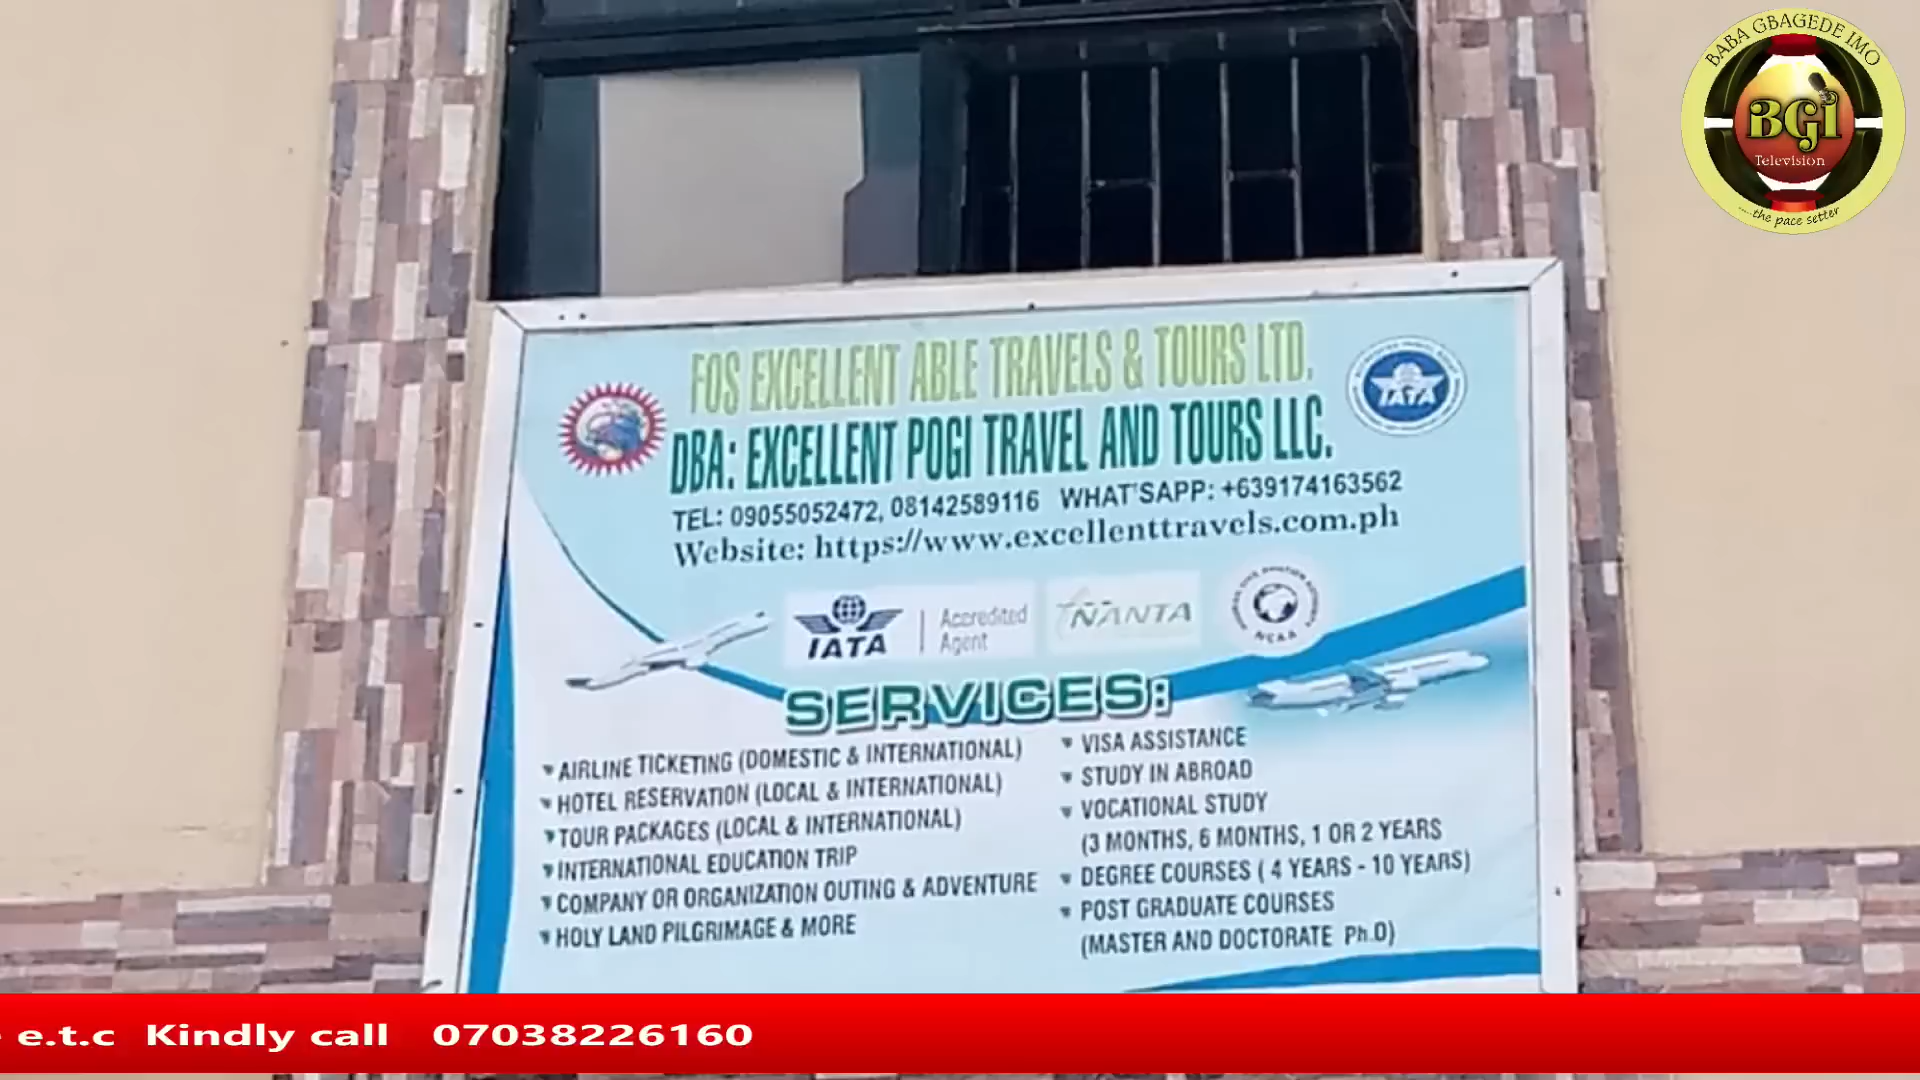 BABA GBAGEDE IMO
BGI
Television
.....the pace setter
FOS EXCELLENT ABLE TRAVELS & TOURS LTD.
DBA: EXCELLENT POGI TRAVEL AND TOURS LLC.
TEL: 09055052472, 08142589116 WHAT'SAPP: +639174163562
Website: https://www.excellenttravels.com.ph
IATA
IATA
Accredited
Agent
NANTA
NCAA
SERVICES:
AIRLINE TICKETING (DOMESTIC & INTERNATIONAL)
HOTEL RESERVATION (LOCAL & INTERNATIONAL)
TOUR PACKAGES (LOCAL & INTERNATIONAL)
INTERNATIONAL EDUCATION TRIP
COMPANY OR ORGANIZATION OUTING & ADVENTURE
HOLY LAND PILGRIMAGE & MORE
VISA ASSISTANCE
STUDY IN ABROAD
VOCATIONAL STUDY
(3 MONTHS, 6 MONTHS, 1 OR 2 YEARS
DEGREE COURSES ( 4 YEARS - 10 YEARS)
POST GRADUATE COURSES
(MASTER AND DOCTORATE Ph.D)
e.t.c Kindly call 07038226160